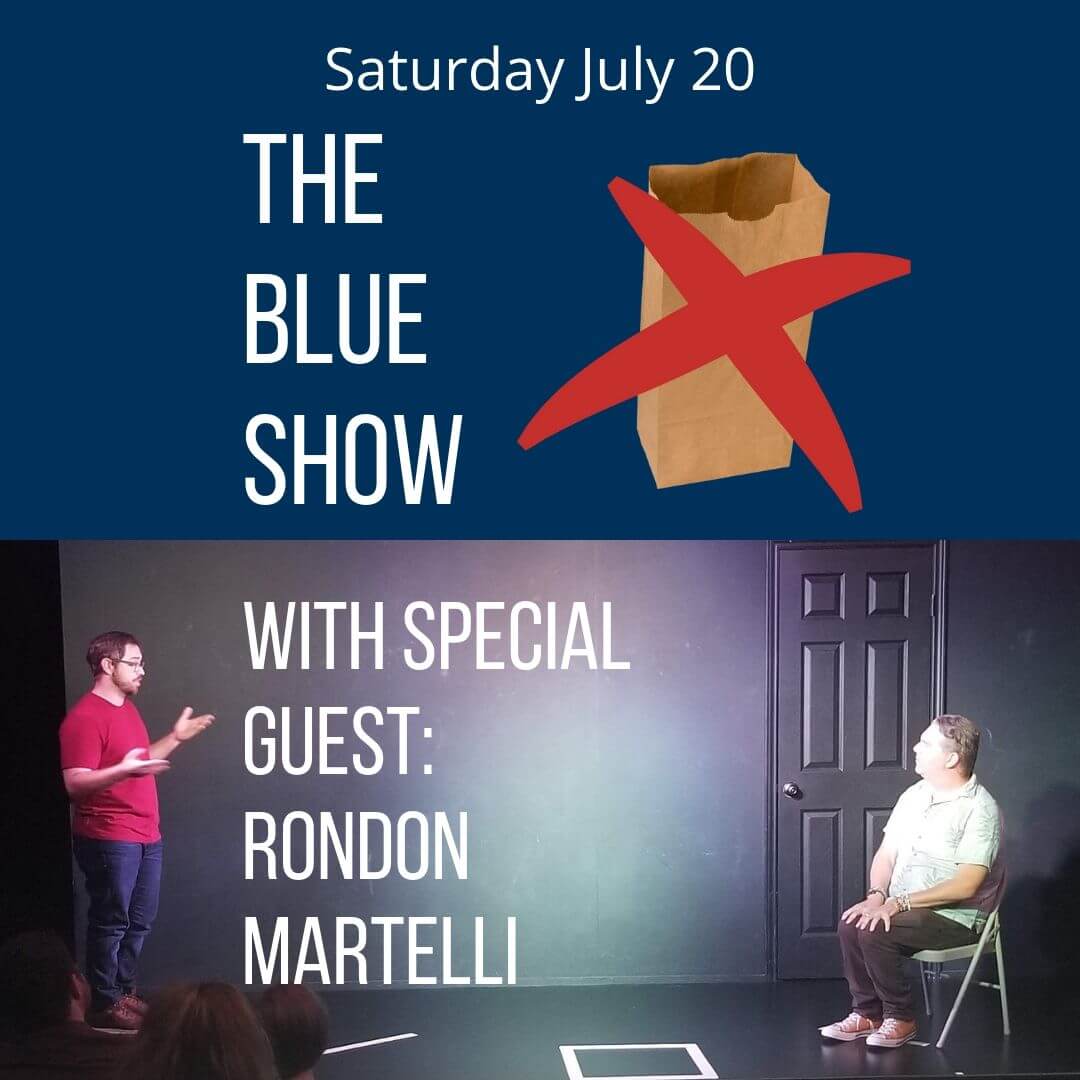 Saturday July 20
THE
BLUE
SHOW
WITH SPECIAL
GUEST:
RONDON
MARTELLI